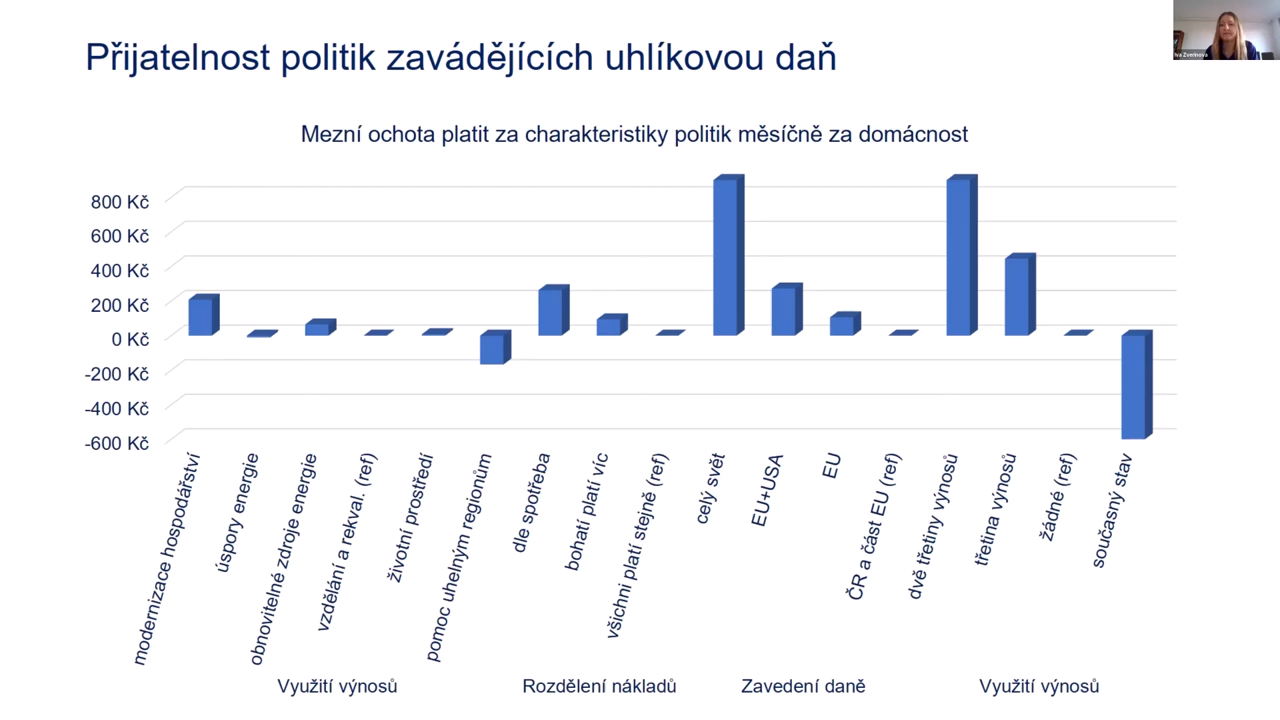 Přijatelnost politik zavádějících uhlíkovou daň
Iva Zvěřinová
Mezní ochota platit za charakteristiky politik měsíčně za domácnost
800 Kč
600 Kč
400 Kč
200 Kč
0 Kč
-200 Kč
-400 Kč
-600 Kč
modernizace hospodářství
úspory energie
obnovitelné zdroje energie
vzdělání a rekval. (ref)
životní prostředí
pomoc uhelným regionům
dle spotřeba
bohatí platí víc
všichni platí stejně (ref)
celý svět
EU+USA
EU
ČR a část EU (ref)
dvě třetiny výnosů
třetina výnosů
žádné (ref)
současný stav
Využití výnosů
Rozdělení nákladů
Zavedení daně
Využití výnosů